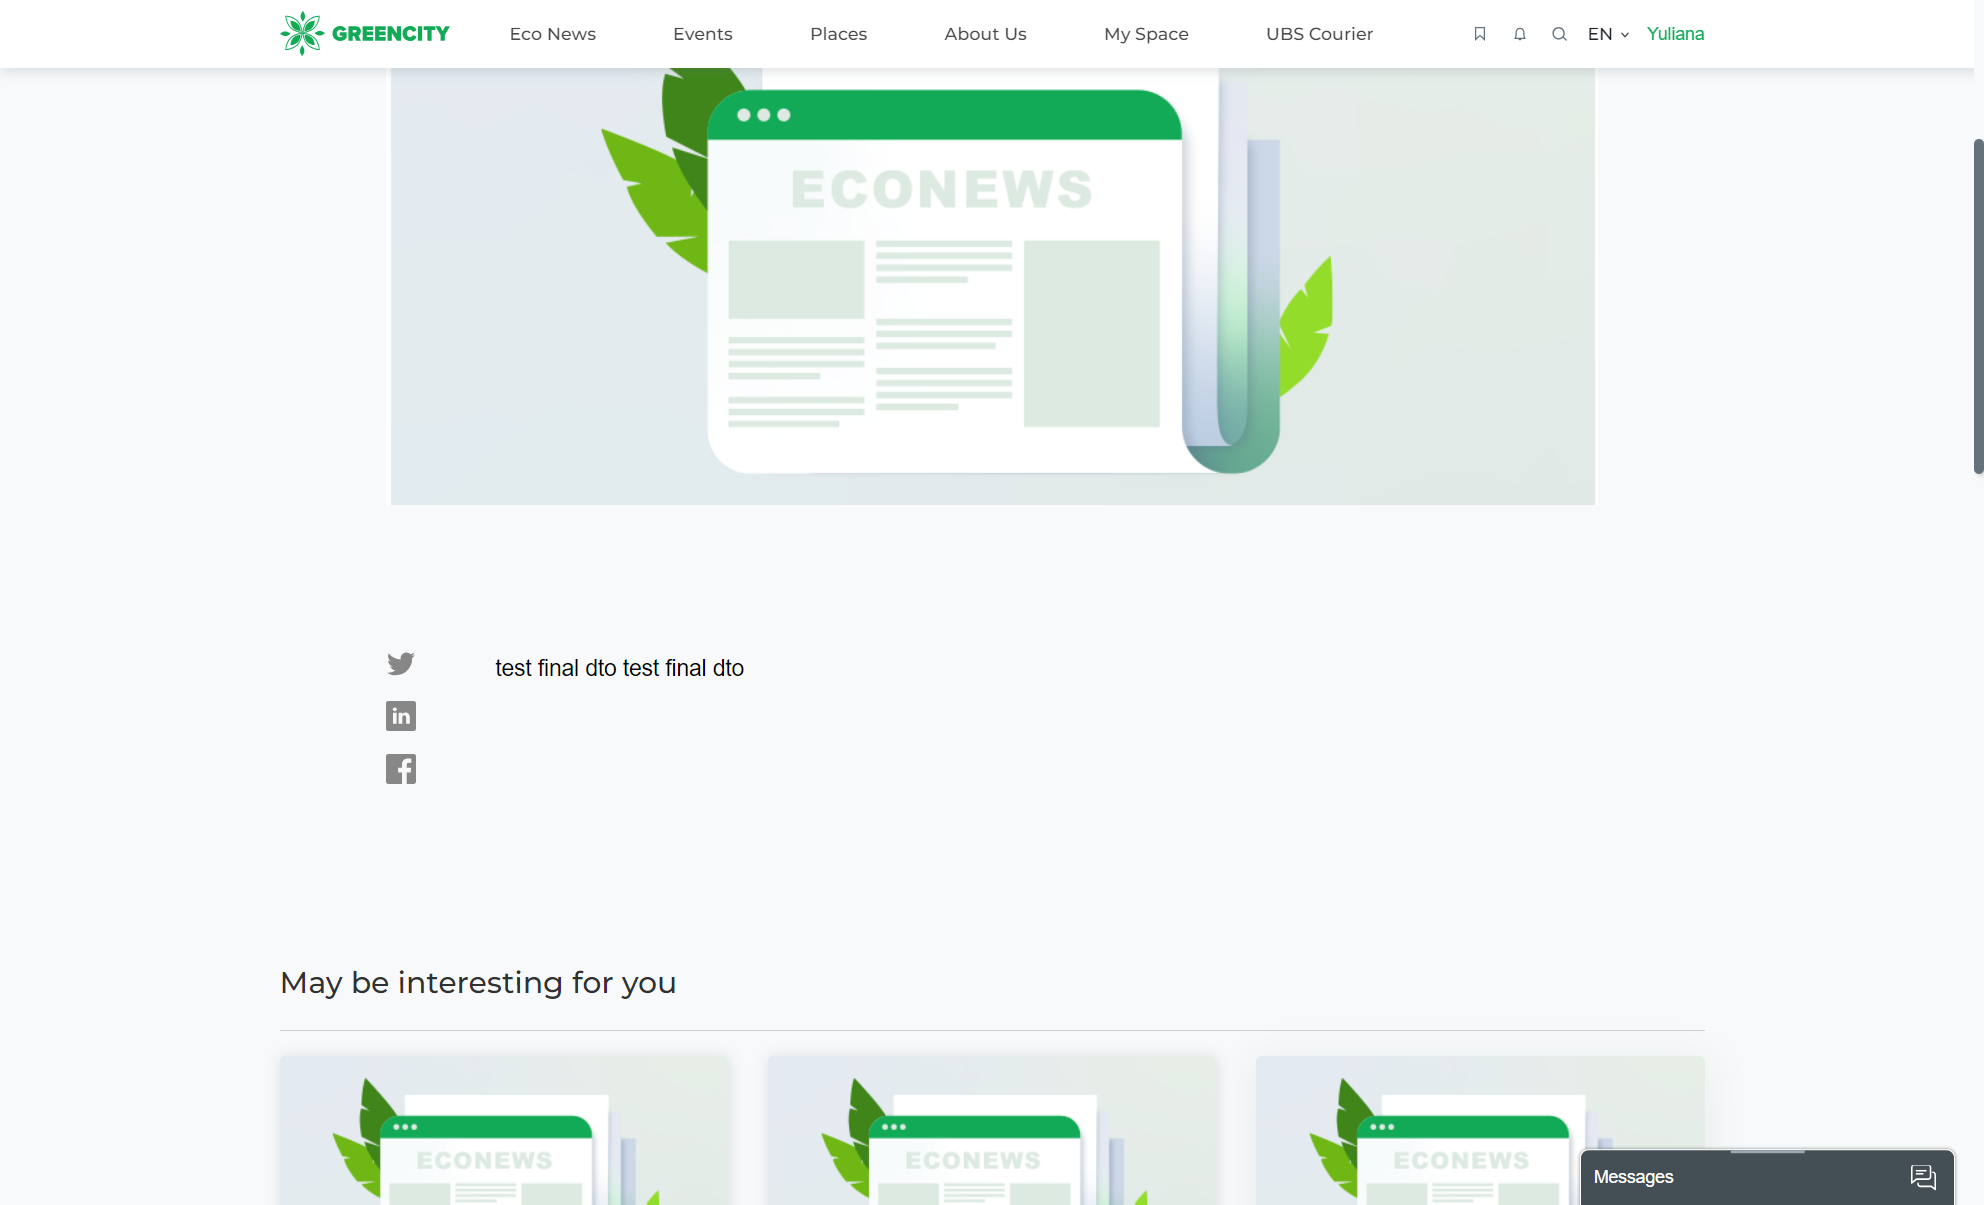 GREENCITY Eco News Events Places About Us My Space UBS Courier EN Yuliana
ECONEWS
test final dto test final dto
in
f
May be interesting for you
ECONEWS ECONEWS ECONEWS
Messages